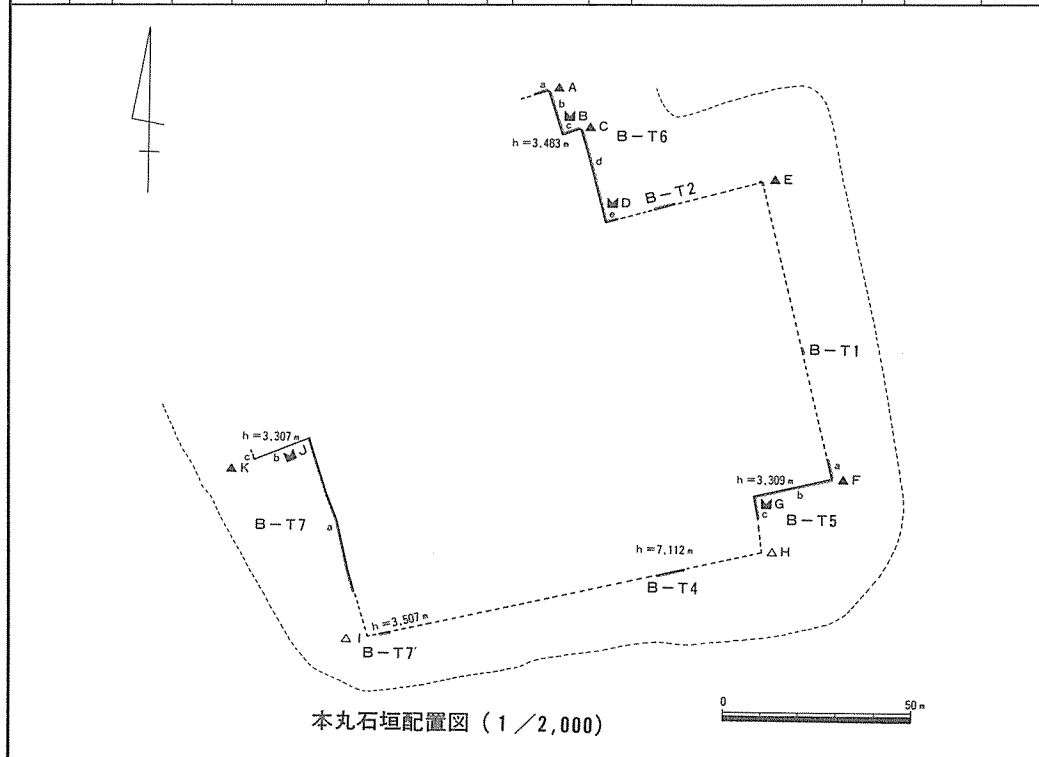 a A
b
B
c C
B-T6
h=3.483m
d
D
e
B-T2
E
B-T1
h=3,307m
c
b
J
K
a
h=3,309m
b
F
G
c
B-T5
B-T7
a
h=7,112m
H
B-T4
h=3,507m
I
B-T7′
0 50m
本丸石垣配置図(1/2,000)